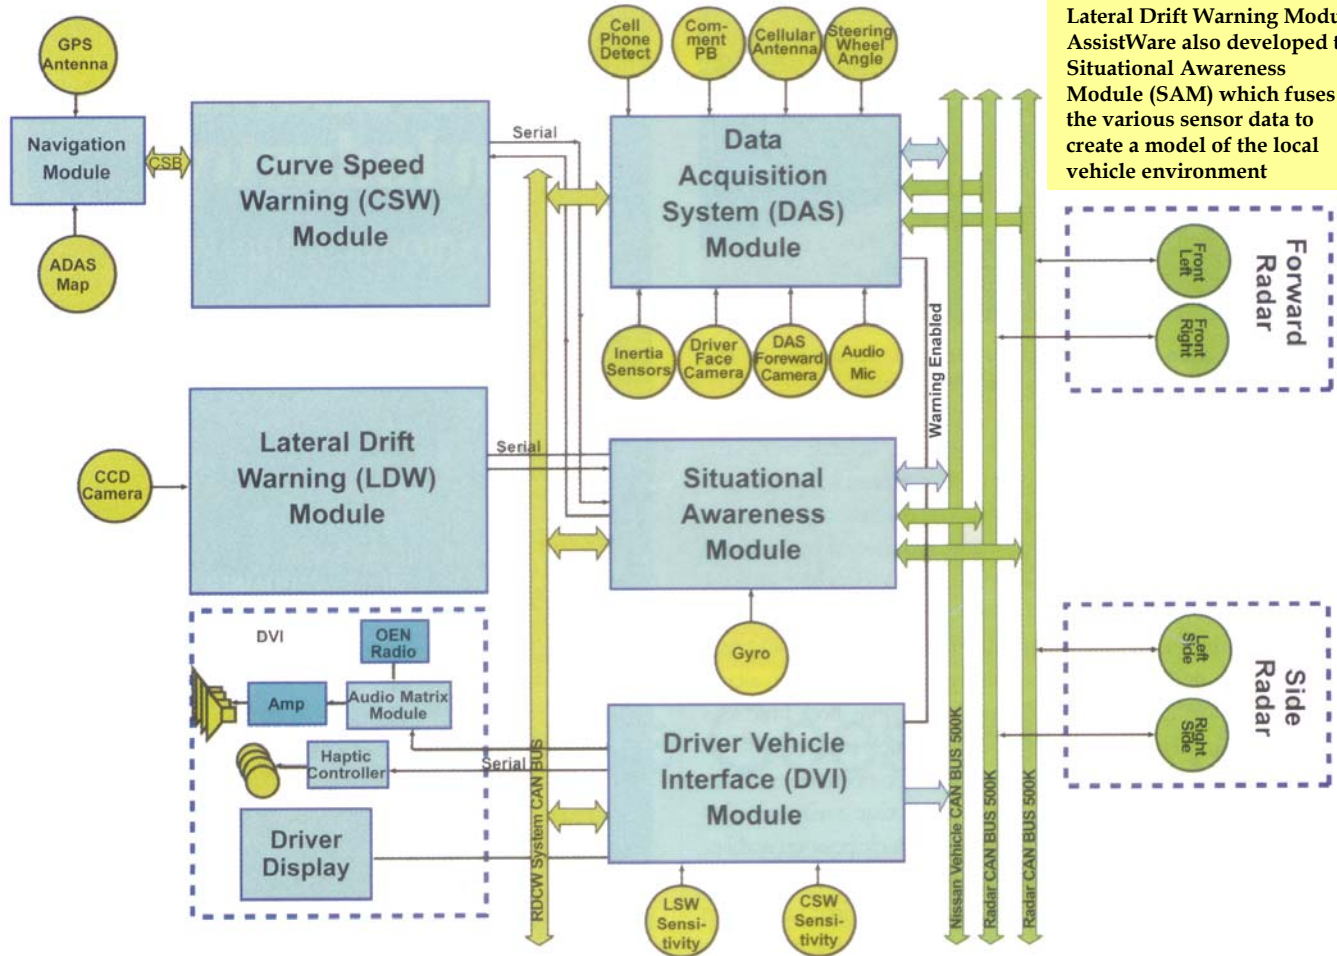 Lateral Drift Warning Modu
AssistWare also developed t
Situational Awareness
Module (SAM) which fuses
the various sensor data to
create a model of the local
vehicle environment
GPS
Antenna
Navigation
Module
CSB
ADAS
Map
Curve Speed
Warning (CSW)
Module
Serial
Cell
Phone
Detect
Com-
ment
PB
Cellular
Antenna
Steering
Wheel
Angle
Data
Acquisition
System (DAS)
Module
Inertia
Sensors
Driver
Face
Camera
DAS
Foreward
Camera
Audio
Mic
Warning Enabled
Front
Left
Front
Right
Forward
Radar
CCD
Camera
Lateral Drift
Warning (LDW)
Module
Serial
Situational
Awareness
Module
Gyro
Left
Side
Right
Side
Side
Radar
DVI
OEN
Radio
Amp
Audio Matrix
Module
Haptic
Controller
Serial
Driver
Display
Driver Vehicle
Interface (DVI)
Module
LSW
Sensi-
tivity
CSW
Sensi-
tivity
RDCW System CAN BUS
Nissan Vehicle CAN BUS 500K
Radar CAN BUS 500K
Radar CAN BUS 500K